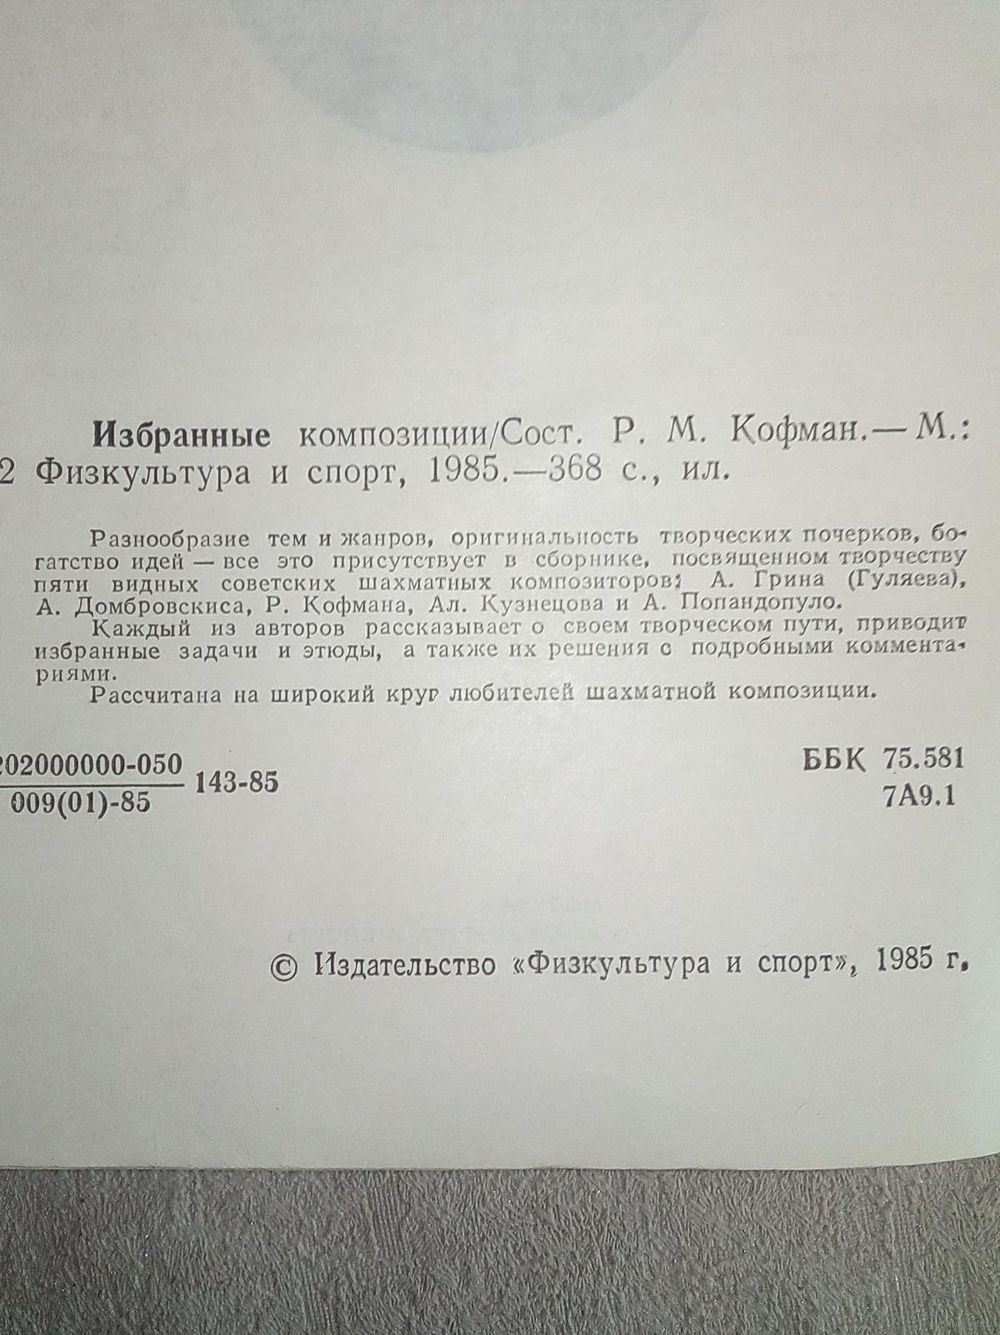 Избранные композиции/Сост. Р. М. Кофман.— М.:
2 Физкультура и спорт, 1985.—368 с., ил.
Разнообразие тем и жанров, оригинальность творческих почерков, бо-
гатство идей — все это присутствует в сборнике, посвященном творчеству
пяти видных советских шахматных композиторов: А. Грина (Гуляева),
А. Домбровскиса, Р. Кофмана, Ал. Кузнецова и А. Попандопуло.
Каждый из авторов рассказывает о своем творческом пути, приводит
избранные задачи и этюды, а также их решения с подробными коммента-
риями.
Рассчитана на широкий круг любителей шахматной композиции.
202000000-050
009(01)-85
143-85
ББК 75.581
7А9.1
© Издательство «Физкультура и спорт», 1985 г.